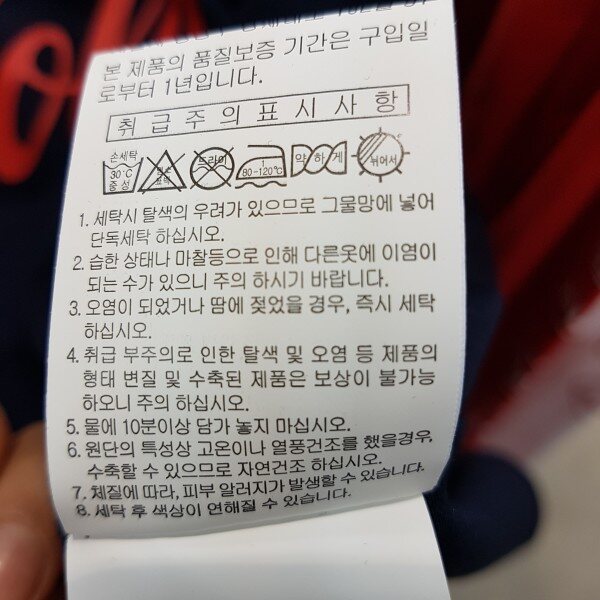 본 제품의 품질보증 기간은 구입일
로부터 1년입니다.
취급주의표시사항
손세탁 30℃ 중성 드라이 1 80-120℃ 약하게 뉘어서
1. 세탁시 탈색의 우려가 있으므로 그물망에 넣어
단독세탁 하십시오.
2. 습한 상태나 마찰등으로 인해 다른옷에 이염이
되는 수가 있으니 주의 하시기 바랍니다.
3. 오염이 되었거나 땀에 젖었을 경우, 즉시 세탁
하십시오.
4. 취급 부주의로 인한 탈색 및 오염 등 제품의
형태 변질 및 수축된 제품은 보상이 불가능
하오니 주의 하십시오.
5. 물에 10분이상 담가 놓지 마십시오.
6. 원단의 특성상 고온이나 열풍건조를 했을경우,
수축할 수 있으므로 자연건조 하십시오.
7. 체질에 따라, 피부 알러지가 발생할 수 있습니다.
8. 세탁 후 색상이 연해질 수 있습니다.